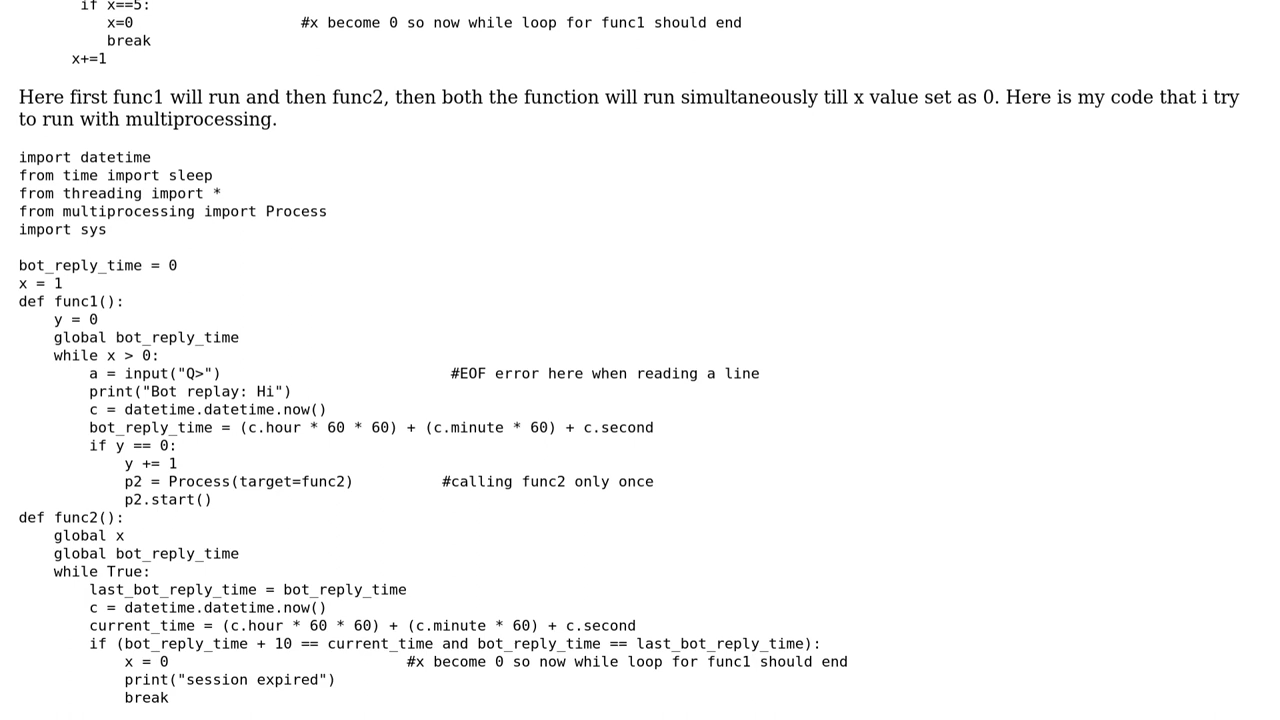 if x==5:
x=0 #x become 0 so now while loop for func1 should end
break
x+=1
Here first func1 will run and then func2, then both the function will run simultaneously till x value set as 0. Here is my code that i try
to run with multiprocessing.
import datetime
from time import sleep
from threading import *
from multiprocessing import Process
import sys
bot_reply_time = 0
x = 1
def func1():
    y = 0
    global bot_reply_time
    while x > 0:
        a = input("Q>") #EOF error here when reading a line
        print("Bot replay: Hi")
        c = datetime.datetime.now()
        bot_reply_time = (c.hour * 60 * 60) + (c.minute * 60) + c.second
        if y == 0:
            y += 1
            p2 = Process(target=func2) #calling func2 only once
            p2.start()
def func2():
    global x
    global bot_reply_time
    while True:
        last_bot_reply_time = bot_reply_time
        c = datetime.datetime.now()
        current_time = (c.hour * 60 * 60) + (c.minute * 60) + c.second
        if (bot_reply_time + 10 == current_time and bot_reply_time == last_bot_reply_time):
            x = 0 #x become 0 so now while loop for func1 should end
            print("session expired")
            break